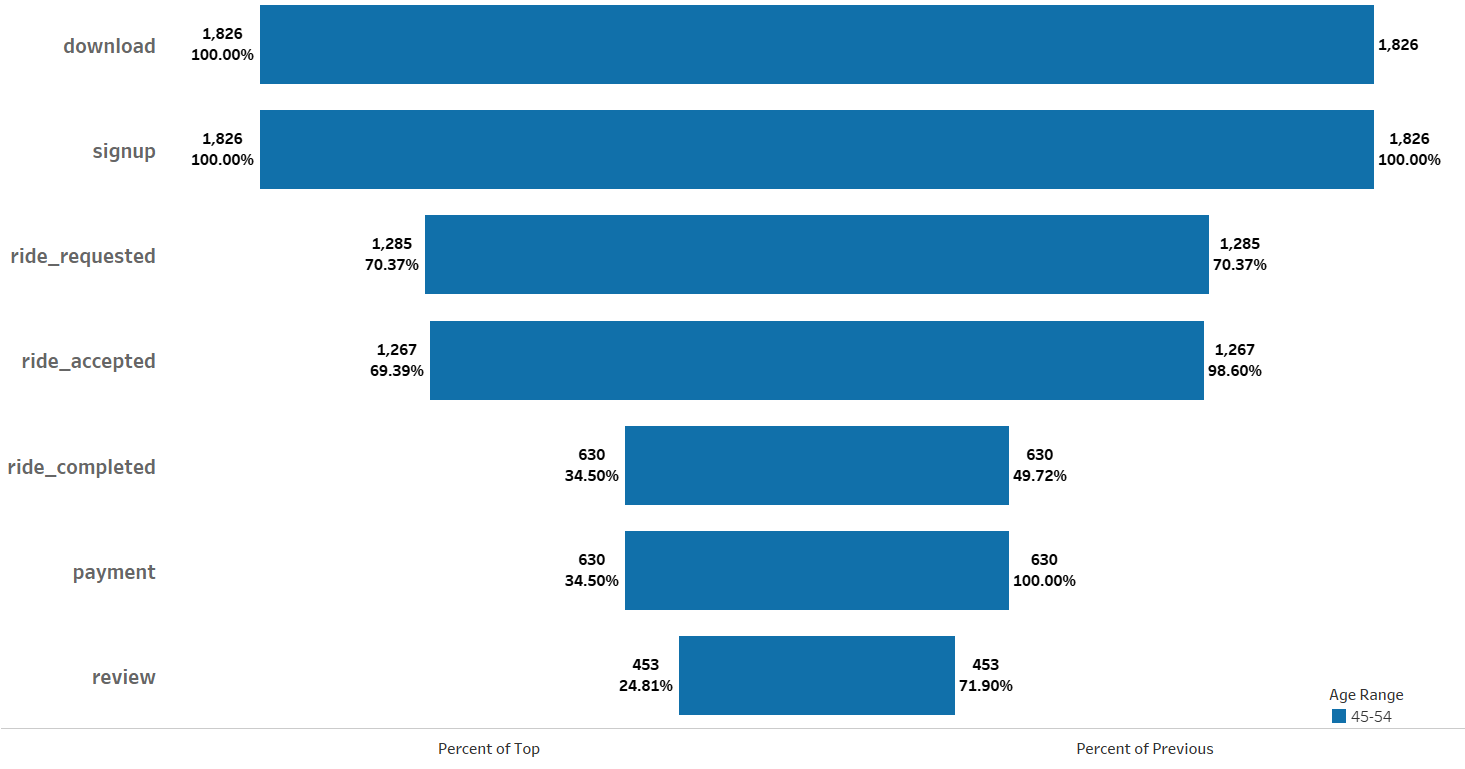 download
1,826
100.00%
1,826
signup
1,826
100.00%
1,826
100.00%
ride_requested
1,285
70.37%
1,285
70.37%
ride_accepted
1,267
69.39%
1,267
98.60%
ride_completed
630
34.50%
630
49.72%
payment
630
34.50%
630
100.00%
review
453
24.81%
453
71.90%
Age Range
45-54
Percent of Top
Percent of Previous